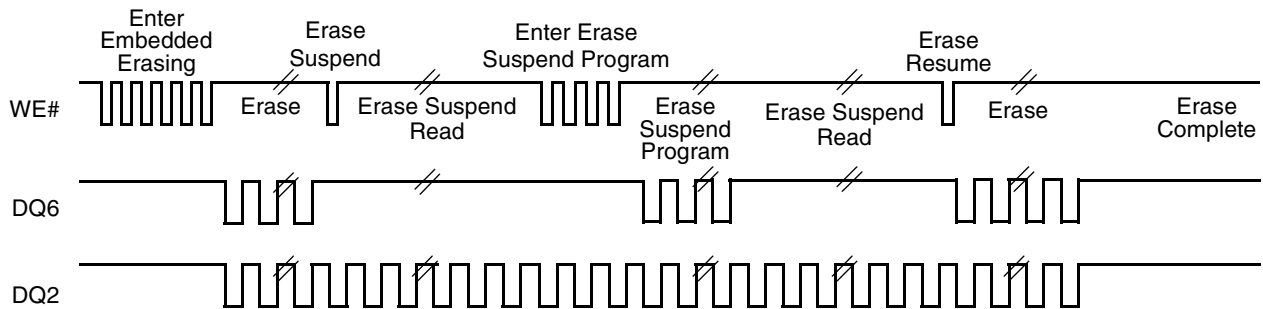 Enter
Embedded
Erasing
Erase
Suspend
Enter Erase
Suspend Program
Erase
Resume
WE#
Erase
Erase Suspend
Read
Erase
Suspend
Program
Erase Suspend
Read
Erase
Erase
Complete
DQ6
DQ2